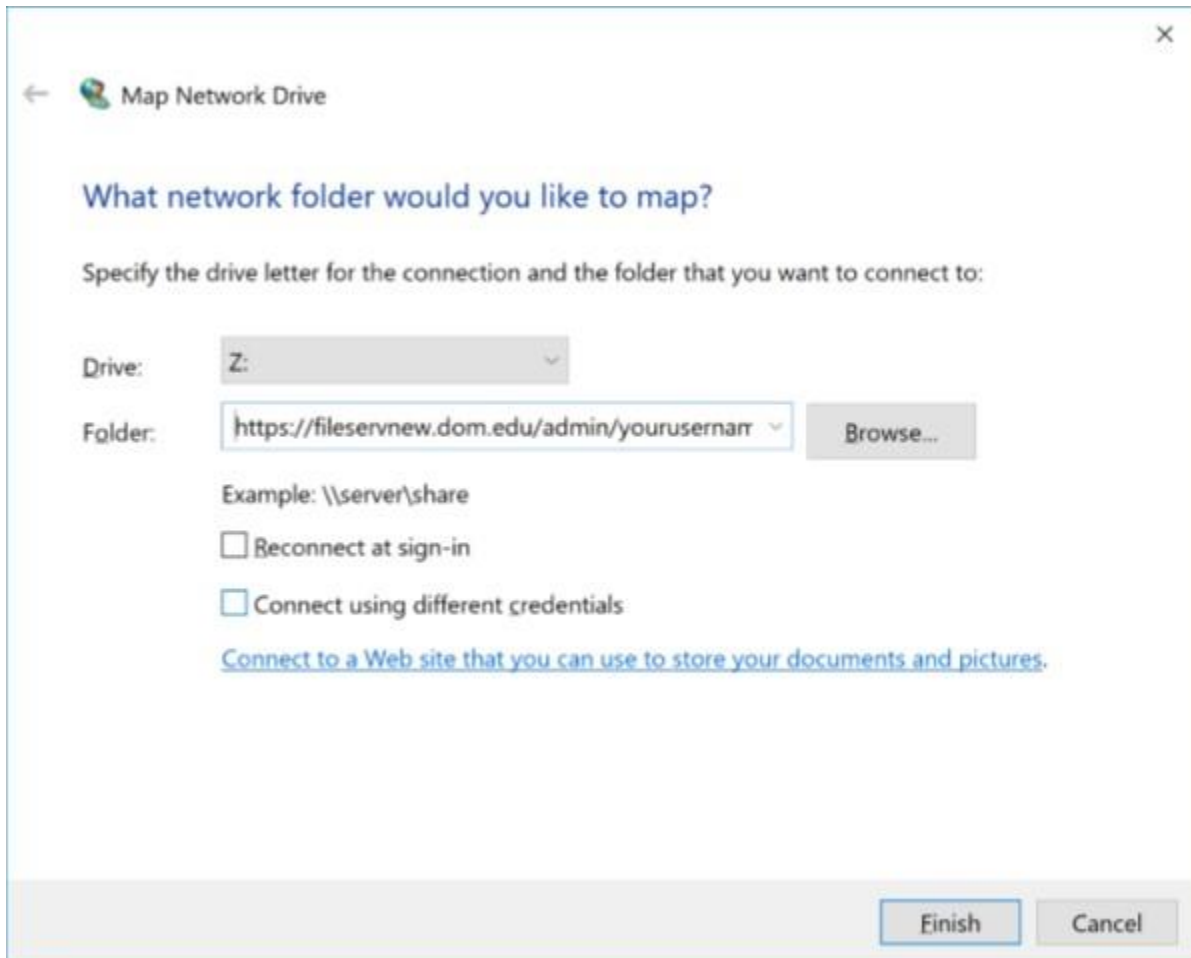 Map Network Drive
What network folder would you like to map?
Specify the drive letter for the connection and the folder that you want to connect to:
Drive: Z:
Folder: https://fileservnew.dom.edu/admin/yourusernam Browse...
Example: \\server\share
Reconnect at sign-in
Connect using different credentials
Connect to a Web site that you can use to store your documents and pictures.
Finish Cancel